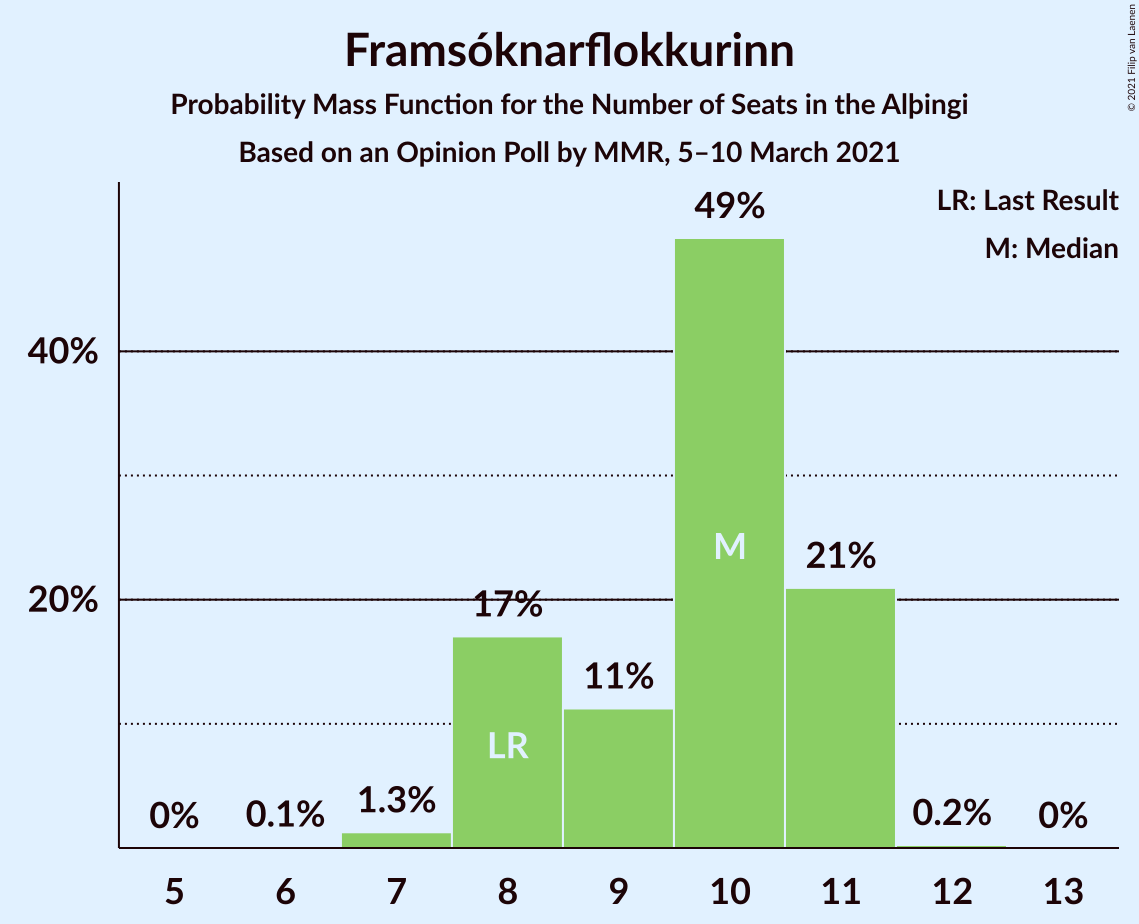 Framsóknarflokkurinn
Probability Mass Function for the Number of Seats in the Alþingi
Based on an Opinion Poll by MMR, 5–10 March 2021
© 2021 Filip van Laenen
LR: Last Result
M: Median
49%
40%
M
21%
20%
17%
11%
LR
0%
0.1%
1.3%
0.2%
0%
5 6 7 8 9 10 11 12 13